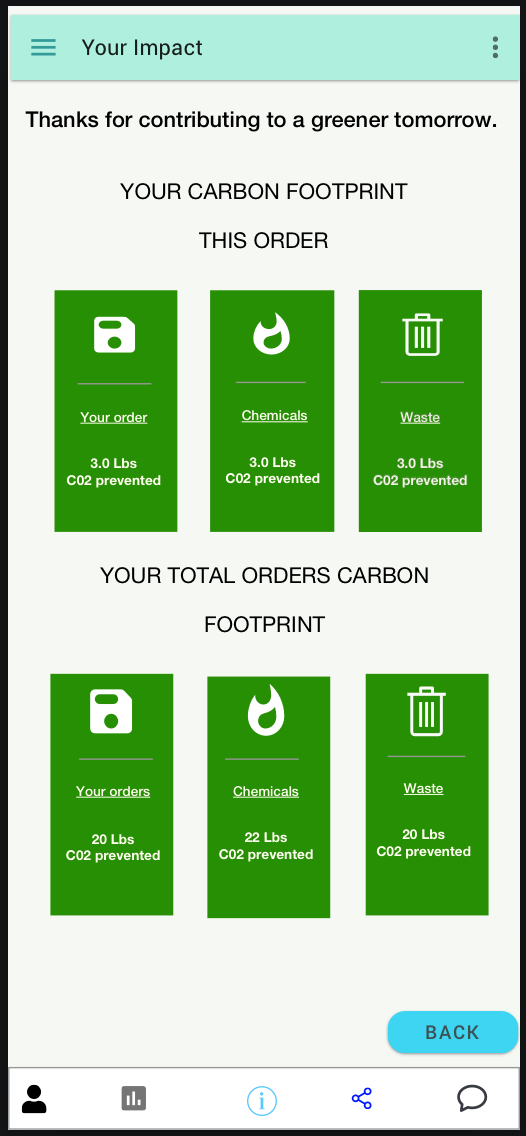 Your Impact
Thanks for contributing to a greener tomorrow.
YOUR CARBON FOOTPRINT
THIS ORDER
Your order
3.0 Lbs
C02 prevented
Chemicals
3.0 Lbs
C02 prevented
Waste
3.0 Lbs
C02 prevented
YOUR TOTAL ORDERS CARBON
FOOTPRINT
Your orders
20 Lbs
C02 prevented
Chemicals
22 Lbs
C02 prevented
Waste
20 Lbs
C02 prevented
BACK